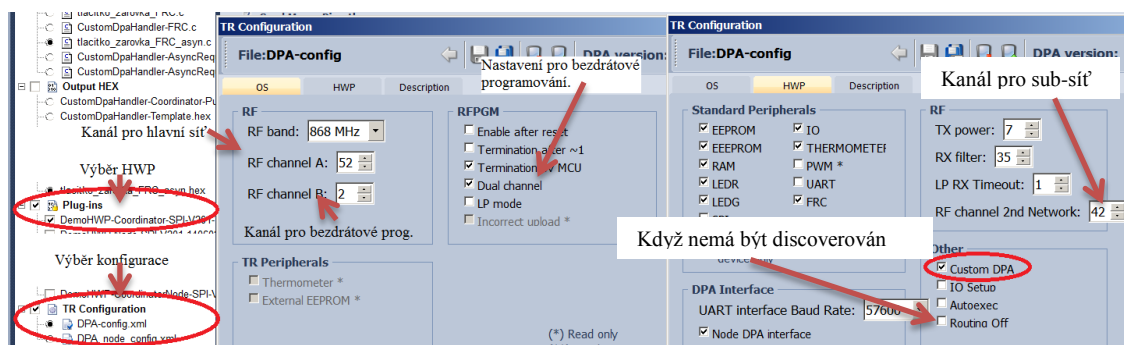 tlacitko_zarovka_FRC.c
CustomDpaHandler-FRC.c
tlacitko_zarovka_FRC_asyn.c
CustomDpaHandler-AsyncReq
CustomDpaHandler-AsyncReq
Output HEX
CustomDpaHandler-Coordinator-Pu
CustomDpaHandler-Template.hex
Kanál pro hlavní síť
Výběr HWP
tlacitko_zarovka_FRC_asyn.hex
Plug-ins
DemoHWP-Coordinator-SPI-V201-
Výběr konfigurace
DemoHWP-CoordinatorNode-SPI-V
TR Configuration
DPA-config.xml
DPA_node_config.xml
TR Configuration
File:DPA-config
DPA version:
Nastavení pro bezdrátové
programování.
OS
HWP
Description
RF
RF band: 868 MHz
RF channel A: 52
RF channel B: 2
Kanál pro bezdrátové prog.
RFPGM
Enable after reset
Termination after ~1
Termination by MCU
Dual channel
LP mode
Incorrect upload *
TR Peripherals
Thermometer *
External EEPROM *
(*) Read only
TR Configuration
File:DPA-config
DPA version:
Kanál pro sub-síť
OS
HWP
Description
Standard Peripherals
EEPROM
IO
EEEPROM
THERMOMETER
RAM
PWM *
LEDR
UART
LEDG
FRC
RF
TX power: 7
RX filter: 35
LP RX Timeout: 1
RF channel 2nd Network: 42
Když nemá být discoverován
DPA Interface
UART interface Baud Rate: 57600
Node DPA interface
Other
Custom DPA
IO Setup
Autoexec
Routing Off